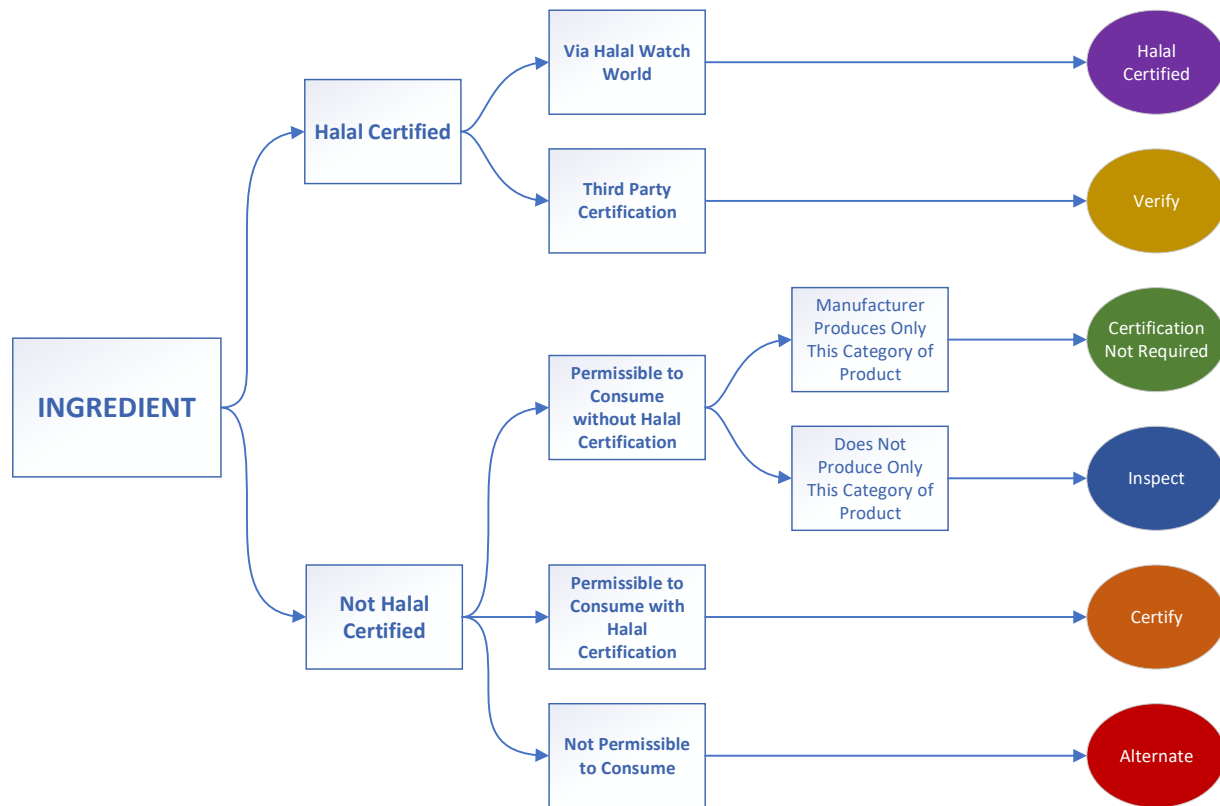 Via Halal Watch
World
Halal
Certified
Halal Certified
Third Party
Certification
Verify
INGREDIENT
Permissible to
Consume
without Halal
Certification
Manufacturer
Produces Only
This Category of
Product
Certification
Not Required
Does Not
Produce Only
This Category of
Product
Inspect
Not Halal
Certified
Permissible to
Consume with
Halal
Certification
Certify
Not Permissible
to Consume
Alternate